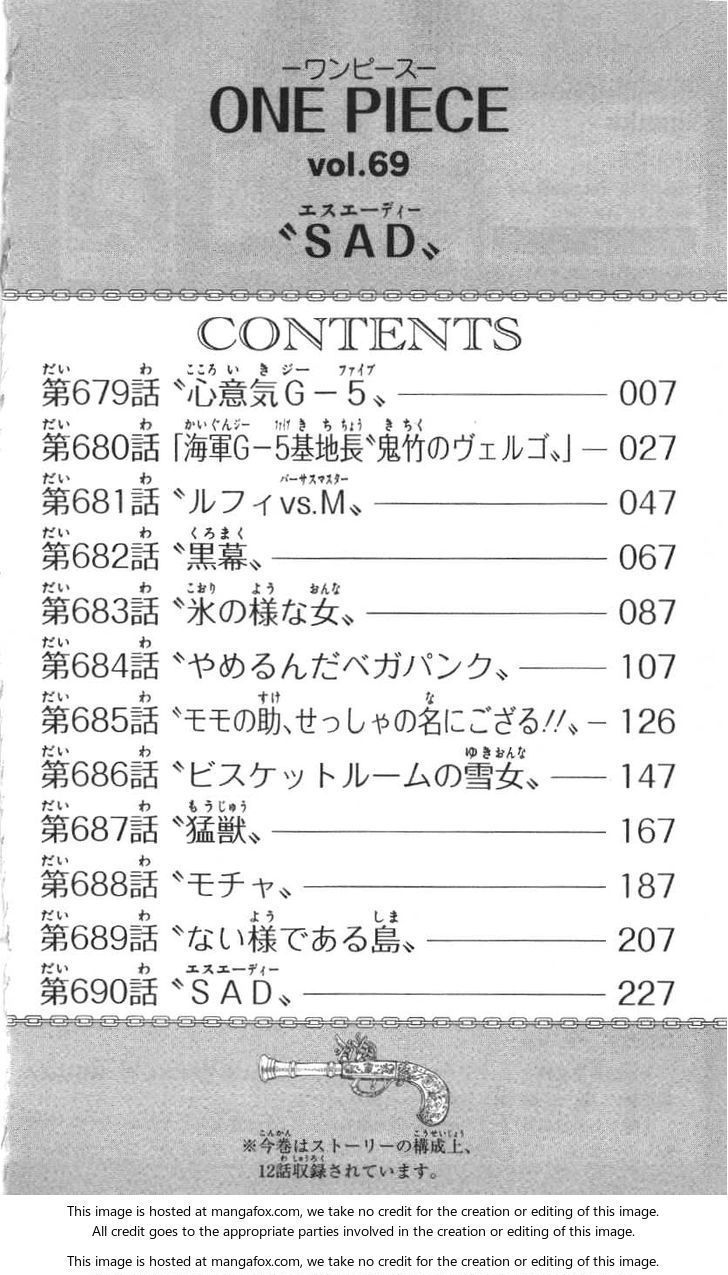 —ワンピース—
ONE PIECE
vol.69
エスエーディー
〝SAD〟
CONTENTS
第679話 〝心意気G-5〟 007
第680話 「海軍G-5基地長〝鬼竹のヴェルゴ〟」 027
第681話 〝ルフィvs.M〟 047
第682話 〝黒幕〟 067
第683話 〝氷の様な女〟 087
第684話 〝やめるんだベガパンク〟 107
第685話 〝モモの助、せっしゃの名にござる!!〟 126
第686話 〝ビスケットルームの雪女〟 147
第687話 〝猛獣〟 167
第688話 〝モチャ〟 187
第689話 〝ない様である島〟 207
第690話 〝SAD〟 227
※今巻はストーリーの構成上、
12話収録されています。
This image is hosted at mangafox.com, we take no credit for the creation or editing of this image.
All credit goes to the appropriate parties involved in the creation or editing of this image.
This image is hosted at mangafox.com, we take no credit for the creation or editing of this image.